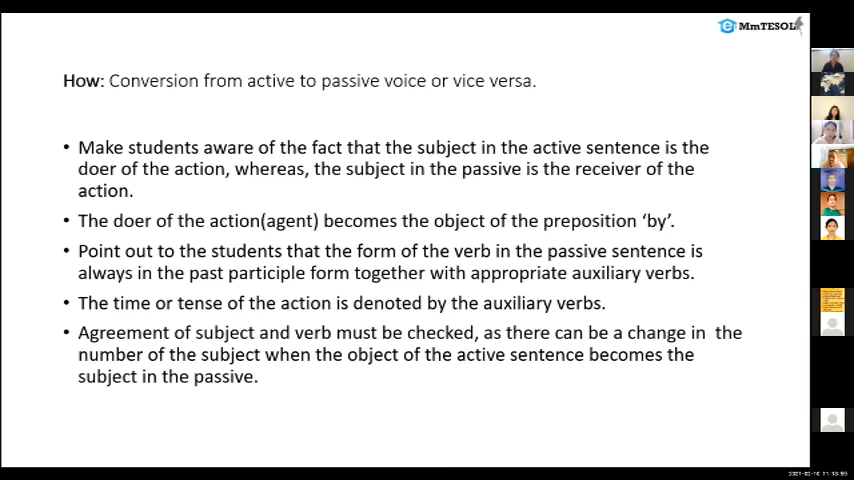 MmTESOL
How: Conversion from active to passive voice or vice versa.
• Make students aware of the fact that the subject in the active sentence is the
doer of the action, whereas, the subject in the passive is the receiver of the
action.
• The doer of the action(agent) becomes the object of the preposition ‘by’.
• Point out to the students that the form of the verb in the passive sentence is
always in the past participle form together with appropriate auxiliary verbs.
• The time or tense of the action is denoted by the auxiliary verbs.
• Agreement of subject and verb must be checked, as there can be a change in the
number of the subject when the object of the active sentence becomes the
subject in the passive.